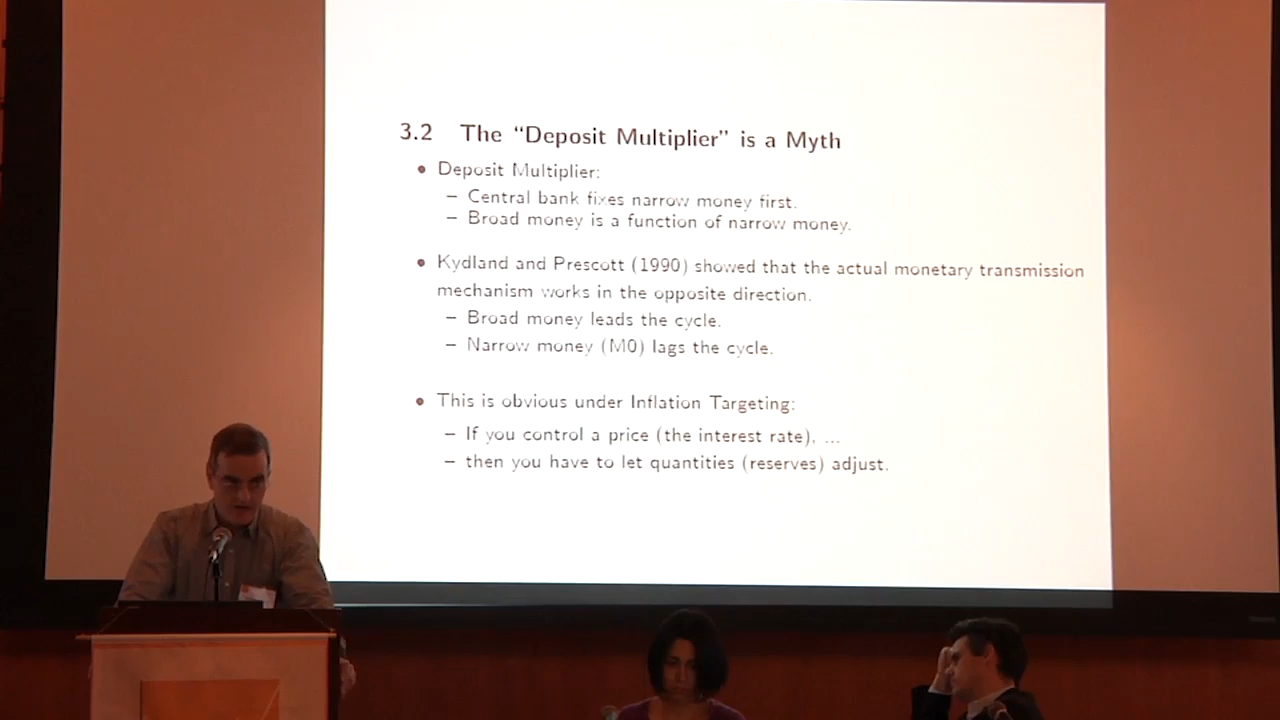 3.2 The “Deposit Multiplier” is a Myth
• Deposit Multiplier:
– Central bank fixes narrow money first.
– Broad money is a function of narrow money.
• Kydland and Prescott (1990) showed that the actual monetary transmission
mechanism works in the opposite direction.
– Broad money leads the cycle.
– Narrow money (M0) lags the cycle.
• This is obvious under Inflation Targeting:
– If you control a price (the interest rate), ...
– then you have to let quantities (reserves) adjust.